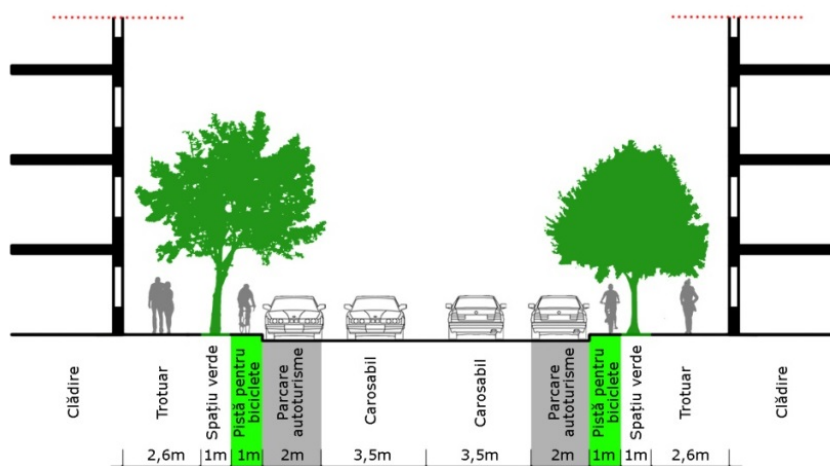 Clădire
Trotuar
Spațiu verde
Pistă pentru
biciclete
Parcare
autoturisme
Carosabil
Carosabil
Parcare
autoturisme
Pistă pentru
biciclete
Spațiu verde
Trotuar
Clădire
2,6m 1m 1m 2m 3,5m 3,5m 2m 1m 1m 2,6m